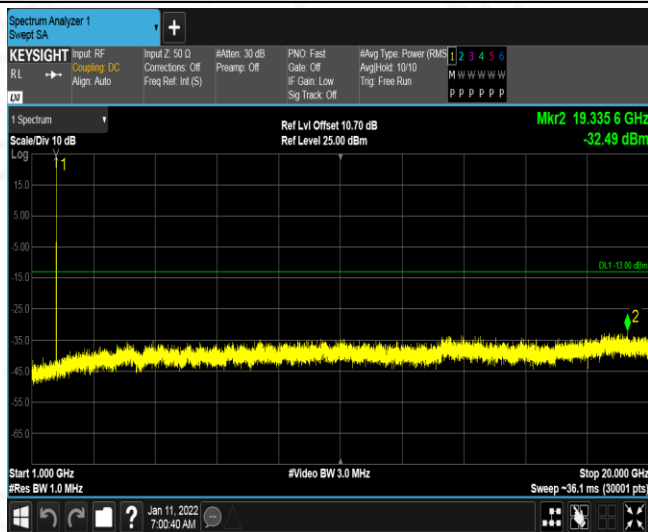 Spectrum Analyzer 1
Swept SA
+
KEYSIGHT
RL
LXI
Input: RF
Coupling: DC
Align: Auto
Input Z: 50 Ω
Corrections: Off
Freq Ref: Int (S)
#Atten: 30 dB
Preamp: Off
PNO: Fast
Gate: Off
IF Gain: Low
Sig Track: Off
#Avg Type: Power (RMS
Avg|Hold: 10/10
Trig: Free Run
1 2 3 4 5 6
M W W W W W
P P P P P P
1 Spectrum
Scale/Div 10 dB
Log
Ref Lvl Offset 10.70 dB
Ref Level 25.00 dBm
Mkr2 19.335 6 GHz
-32.49 dBm
1
15.0
5.00
-5.00
DL1 -13.00 dBm
-15.0
-25.0
2
-35.0
-45.0
-55.0
-65.0
Start 1.000 GHz
#Res BW 1.0 MHz
#Video BW 3.0 MHz
Stop 20.000 GHz
Sweep ~36.1 ms (30001 pts)
?
Jan 11, 2022
7:00:40 AM